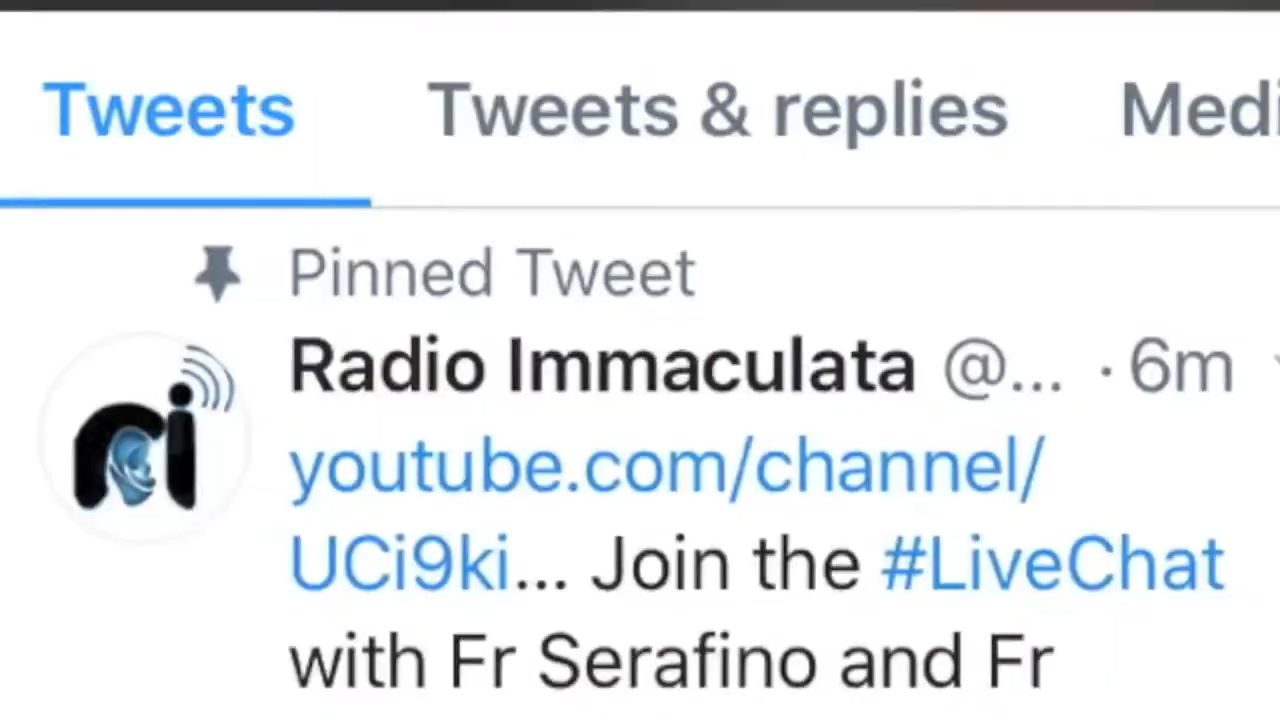 Tweets Tweets & replies Medi
Pinned Tweet
Radio Immaculata @... · 6m
youtube.com/channel/
UCi9ki... Join the #LiveChat
with Fr Serafino and Fr